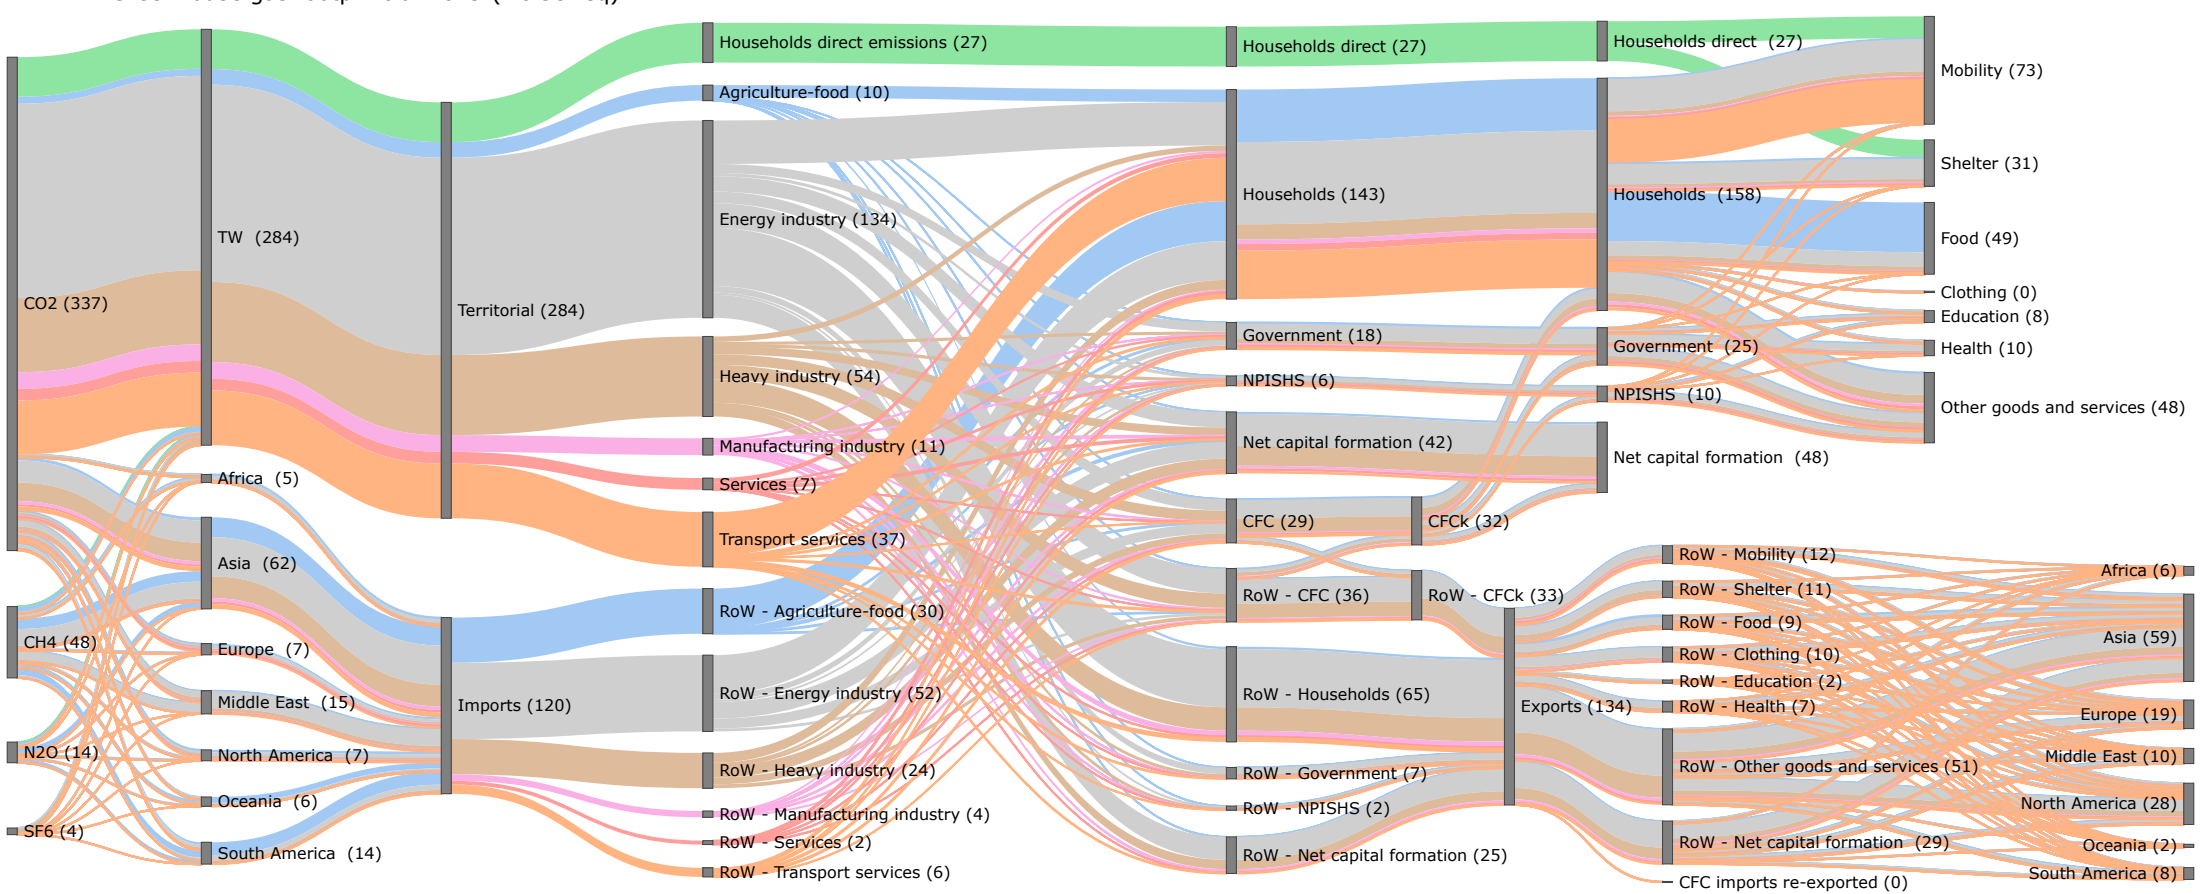 CO2 (337)
CH4 (48)
N2O (14)
SF6 (4)
TW  (284)
Africa  (5)
Asia  (62)
Europe  (7)
Middle East  (15)
North America  (7)
Oceania  (6)
South America  (14)
Territorial (284)
Imports (120)
Households direct emissions (27)
Agriculture-food (10)
Energy industry (134)
Heavy industry (54)
Manufacturing industry (11)
Services (7)
Transport services (37)
RoW - Agriculture-food (30)
RoW - Energy industry (52)
RoW - Heavy industry (24)
RoW - Manufacturing industry (4)
RoW - Services (2)
RoW - Transport services (6)
Households direct (27)
Households (143)
Government (18)
NPISHS (6)
Net capital formation (42)
CFC (29)
RoW - CFC (36)
RoW - Households (65)
RoW - Government (7)
RoW - NPISHS (2)
RoW - Net capital formation (25)
CFCk (32)
RoW - CFCk (33)
Exports (134)
Households direct  (27)
Households  (158)
Government  (25)
NPISHS  (10)
Net capital formation  (48)
RoW - Mobility (12)
RoW - Shelter (11)
RoW - Food (9)
RoW - Clothing (10)
RoW - Education (2)
RoW - Health (7)
RoW - Other goods and services (51)
RoW - Net capital formation  (29)
CFC imports re-exported (0)
Mobility (73)
Shelter (31)
Food (49)
Clothing (0)
Education (8)
Health (10)
Other goods and services (48)
Africa (6)
Asia (59)
Europe (19)
Middle East (10)
North America (28)
Oceania (2)
South America (8)